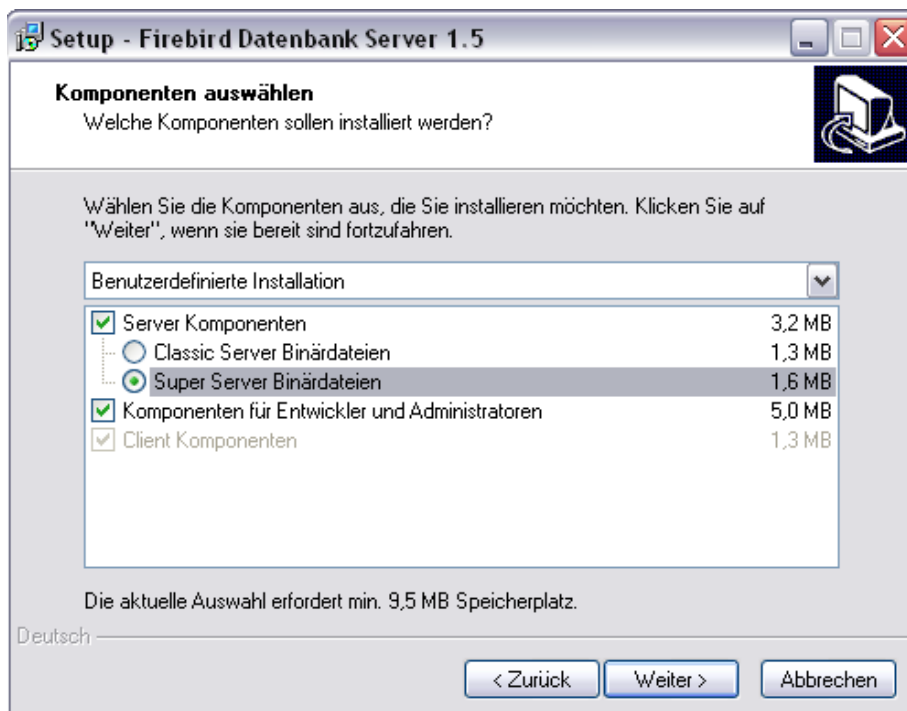 Setup - Firebird Datenbank Server 1.5
Komponenten auswählen
Welche Komponenten sollen installiert werden?
Wählen Sie die Komponenten aus, die Sie installieren möchten. Klicken Sie auf
"Weiter", wenn sie bereit sind fortzufahren.
Benutzerdefinierte Installation
Server Komponenten 3,2 MB
Classic Server Binärdateien 1,3 MB
Super Server Binärdateien 1,6 MB
Komponenten für Entwickler und Administratoren 5,0 MB
Client Komponenten 1,3 MB
Die aktuelle Auswahl erfordert min. 9,5 MB Speicherplatz.
Deutsch
< Zurück Weiter > Abbrechen